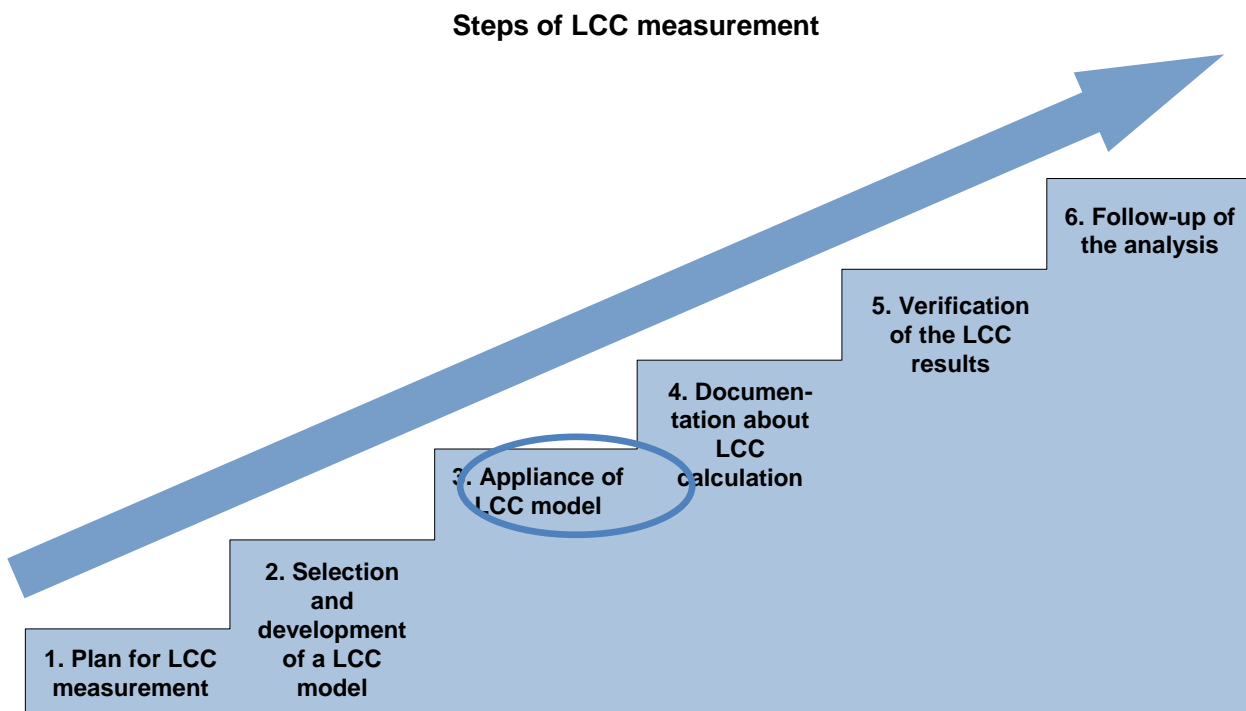 Steps of LCC measurement
6. Follow-up of
the analysis
5. Verification
of the LCC
results
4. Documen-
tation about
LCC
calculation
3. Appliance of
LCC model
2. Selection
and
development
of a LCC
model
1. Plan for LCC
measurement